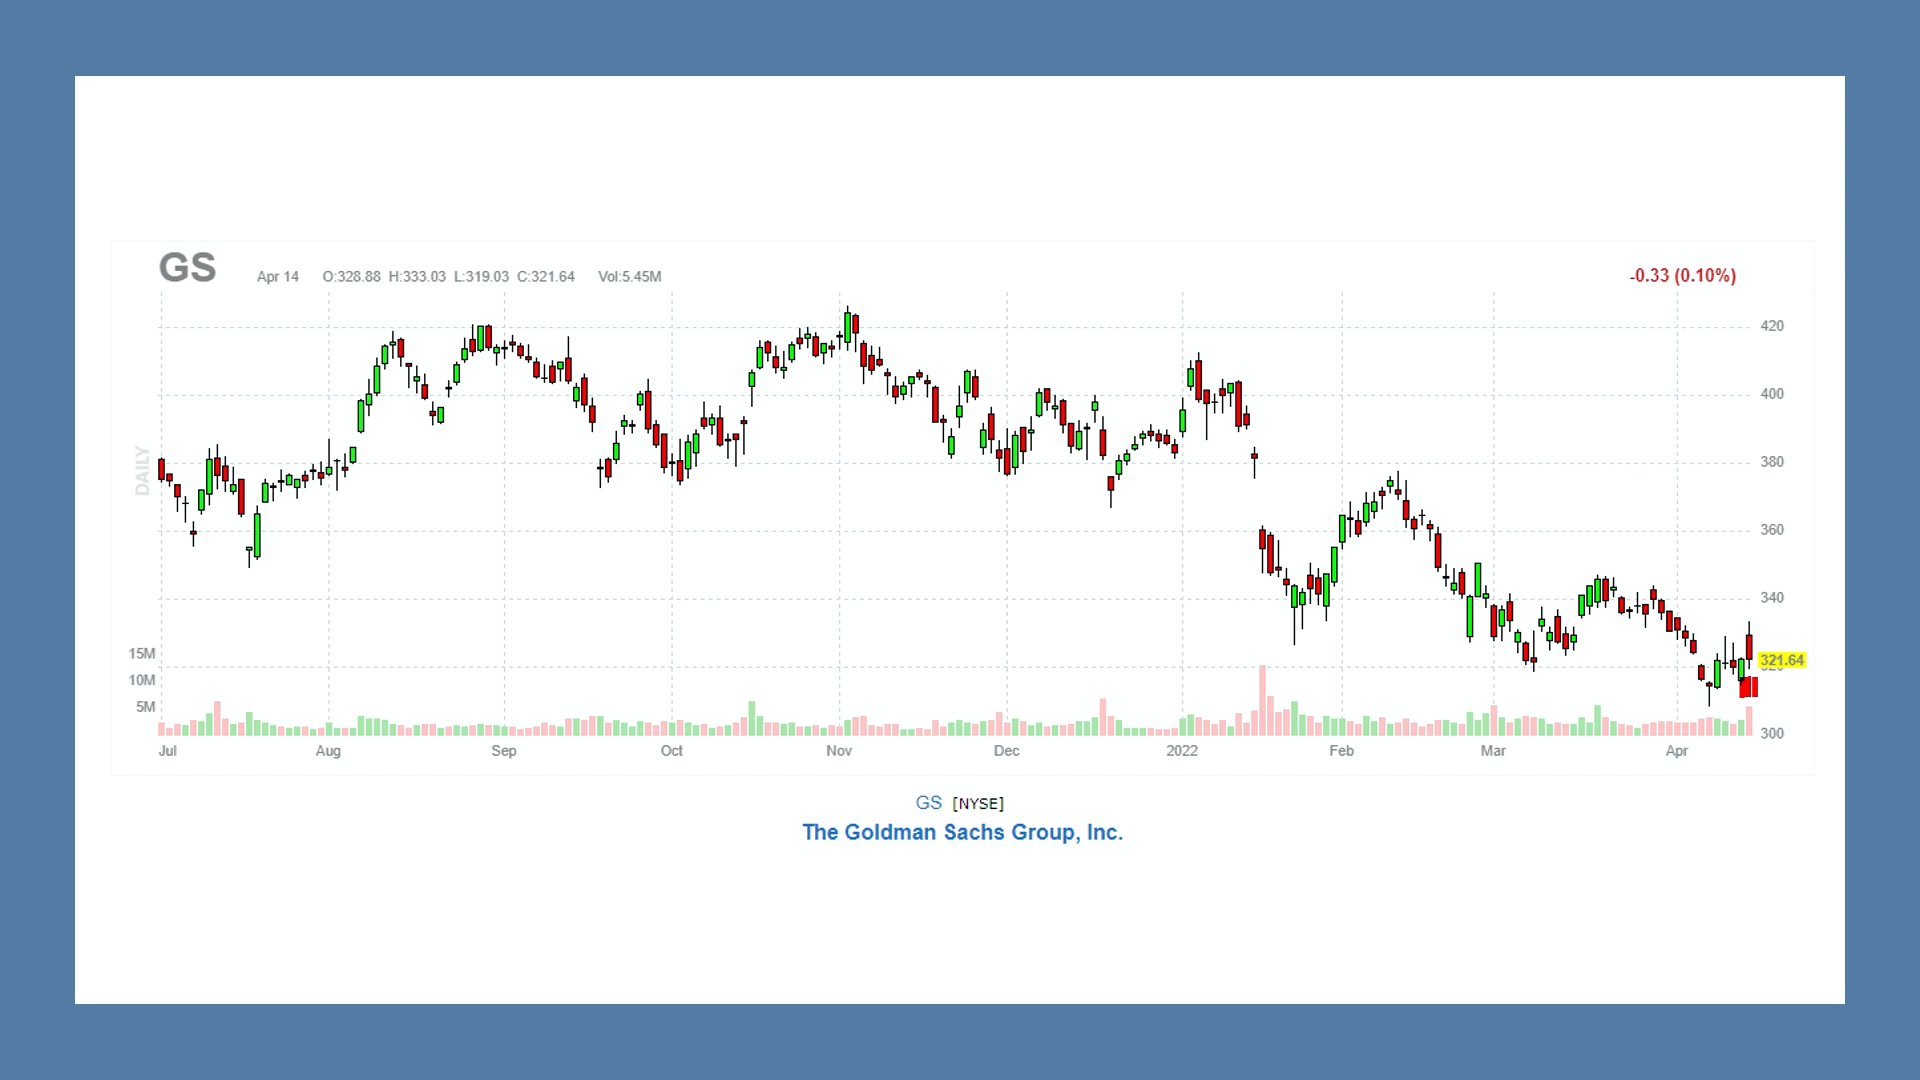 GS Apr 14 O:328.88 H:333.03 L:319.03 C:321.64 Vol:5.45M -0.33 (0.10%)
420
400
DAILY
380
360
340
15M
321.64
10M
5M
300
Jul Aug Sep Oct Nov Dec 2022 Feb Mar Apr
GS [NYSE]
The Goldman Sachs Group, Inc.